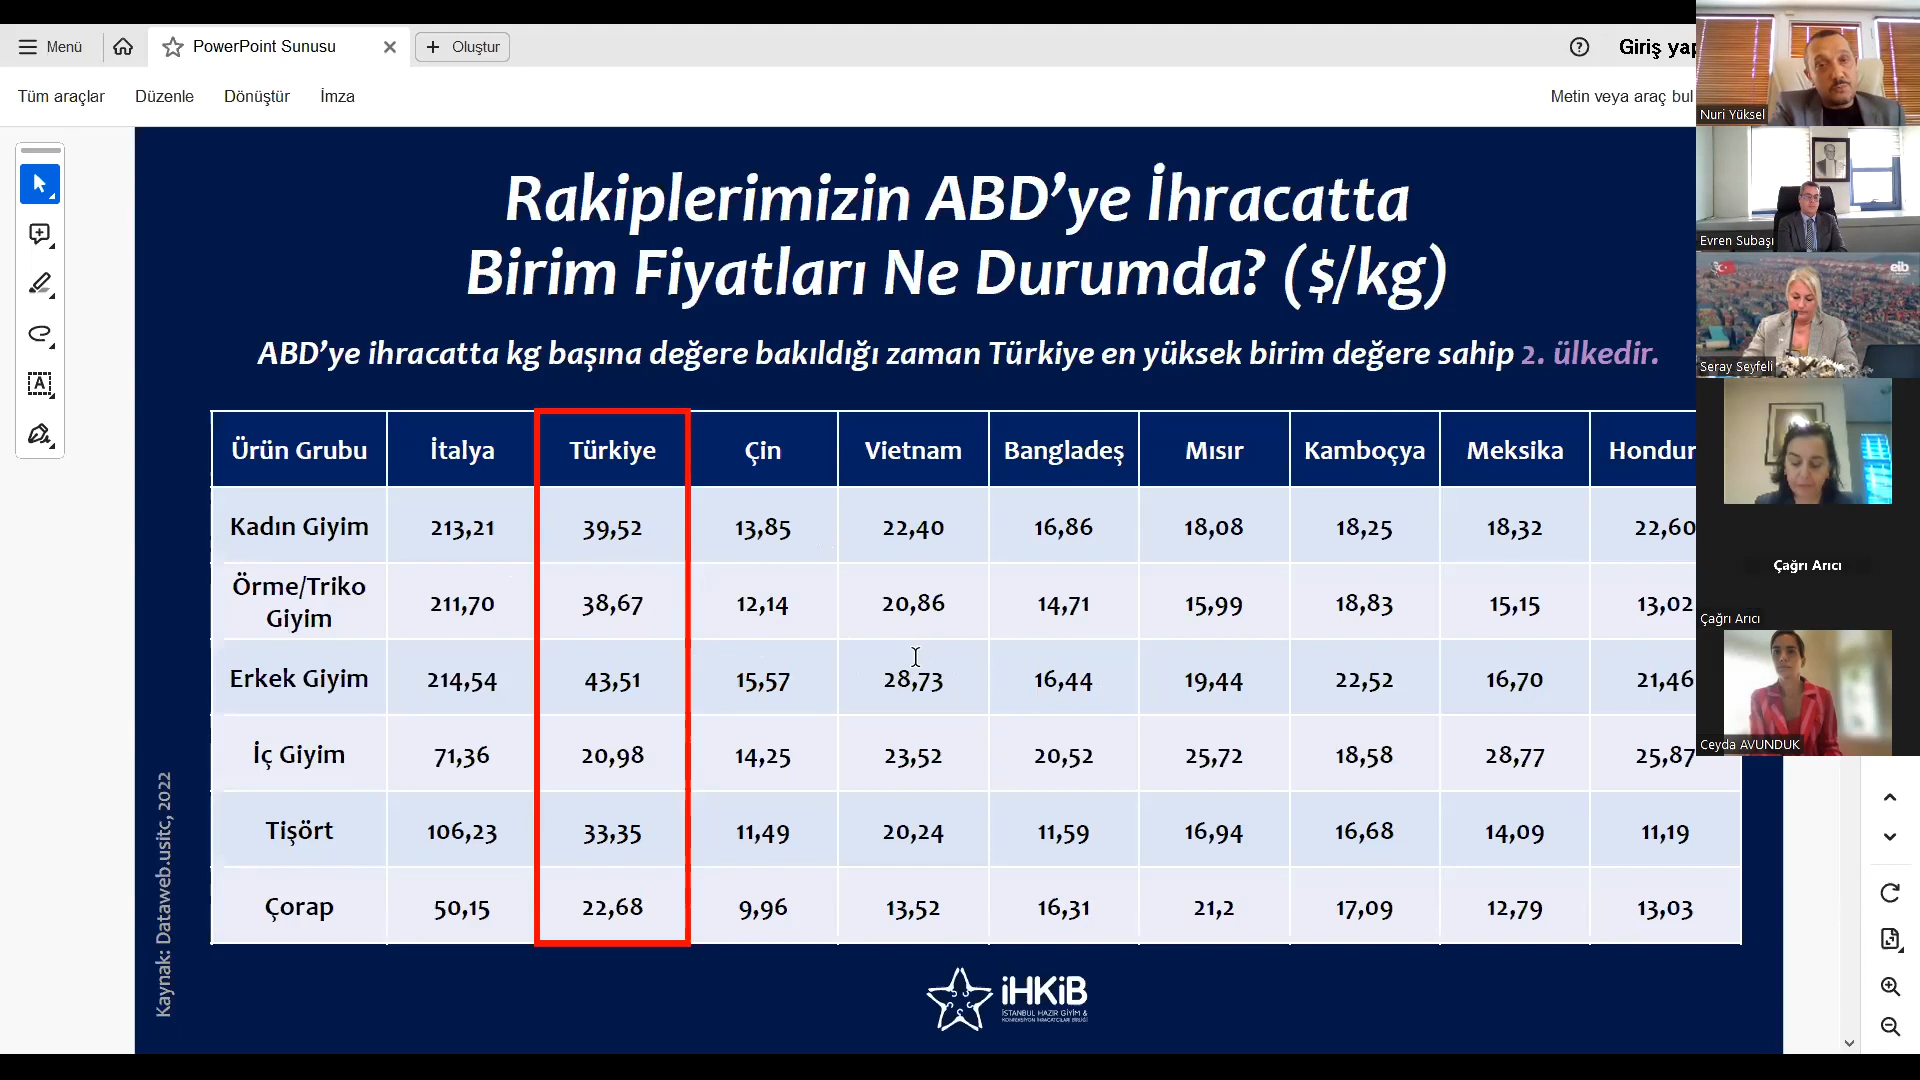 Menü
PowerPoint Sunusu
Oluştur
Giriş yap
Tüm araçlar Düzenle Dönüştür İmza
Metin veya araç bul
Rakiplerimizin ABD’ye İhracatta
Birim Fiyatları Ne Durumda? ($/kg)
ABD’ye ihracatta kg başına değere bakıldığı zaman Türkiye en yüksek birim değere sahip 2. ülkedir.
Ürün Grubu İtalya Türkiye Çin Vietnam Bangladeş Mısır Kamboçya Meksika Hondur
Kadın Giyim 213,21 39,52 13,85 22,40 16,86 18,08 18,25 18,32 22,60
Örme/Triko
Giyim 211,70 38,67 12,14 20,86 14,71 15,99 18,83 15,15 13,02
Erkek Giyim 214,54 43,51 15,57 28,73 16,44 19,44 22,52 16,70 21,46
İç Giyim 71,36 20,98 14,25 23,52 20,52 25,72 18,58 28,77 25,87
Tişört 106,23 33,35 11,49 20,24 11,59 16,94 16,68 14,09 11,19
Çorap 50,15 22,68 9,96 13,52 16,31 21,2 17,09 12,79 13,03
Kaynak: Dataweb.usitc, 2022
iHKiB
İSTANBUL HAZIR GİYİM &
KONFEKSİYON İHRACATÇILARI BİRLİĞİ
Nuri Yüksel
Evren Subaşı
eib
Seray Seyfeli
Çağrı Arıcı
Çağrı Arıcı
Ceyda AVUNDUK